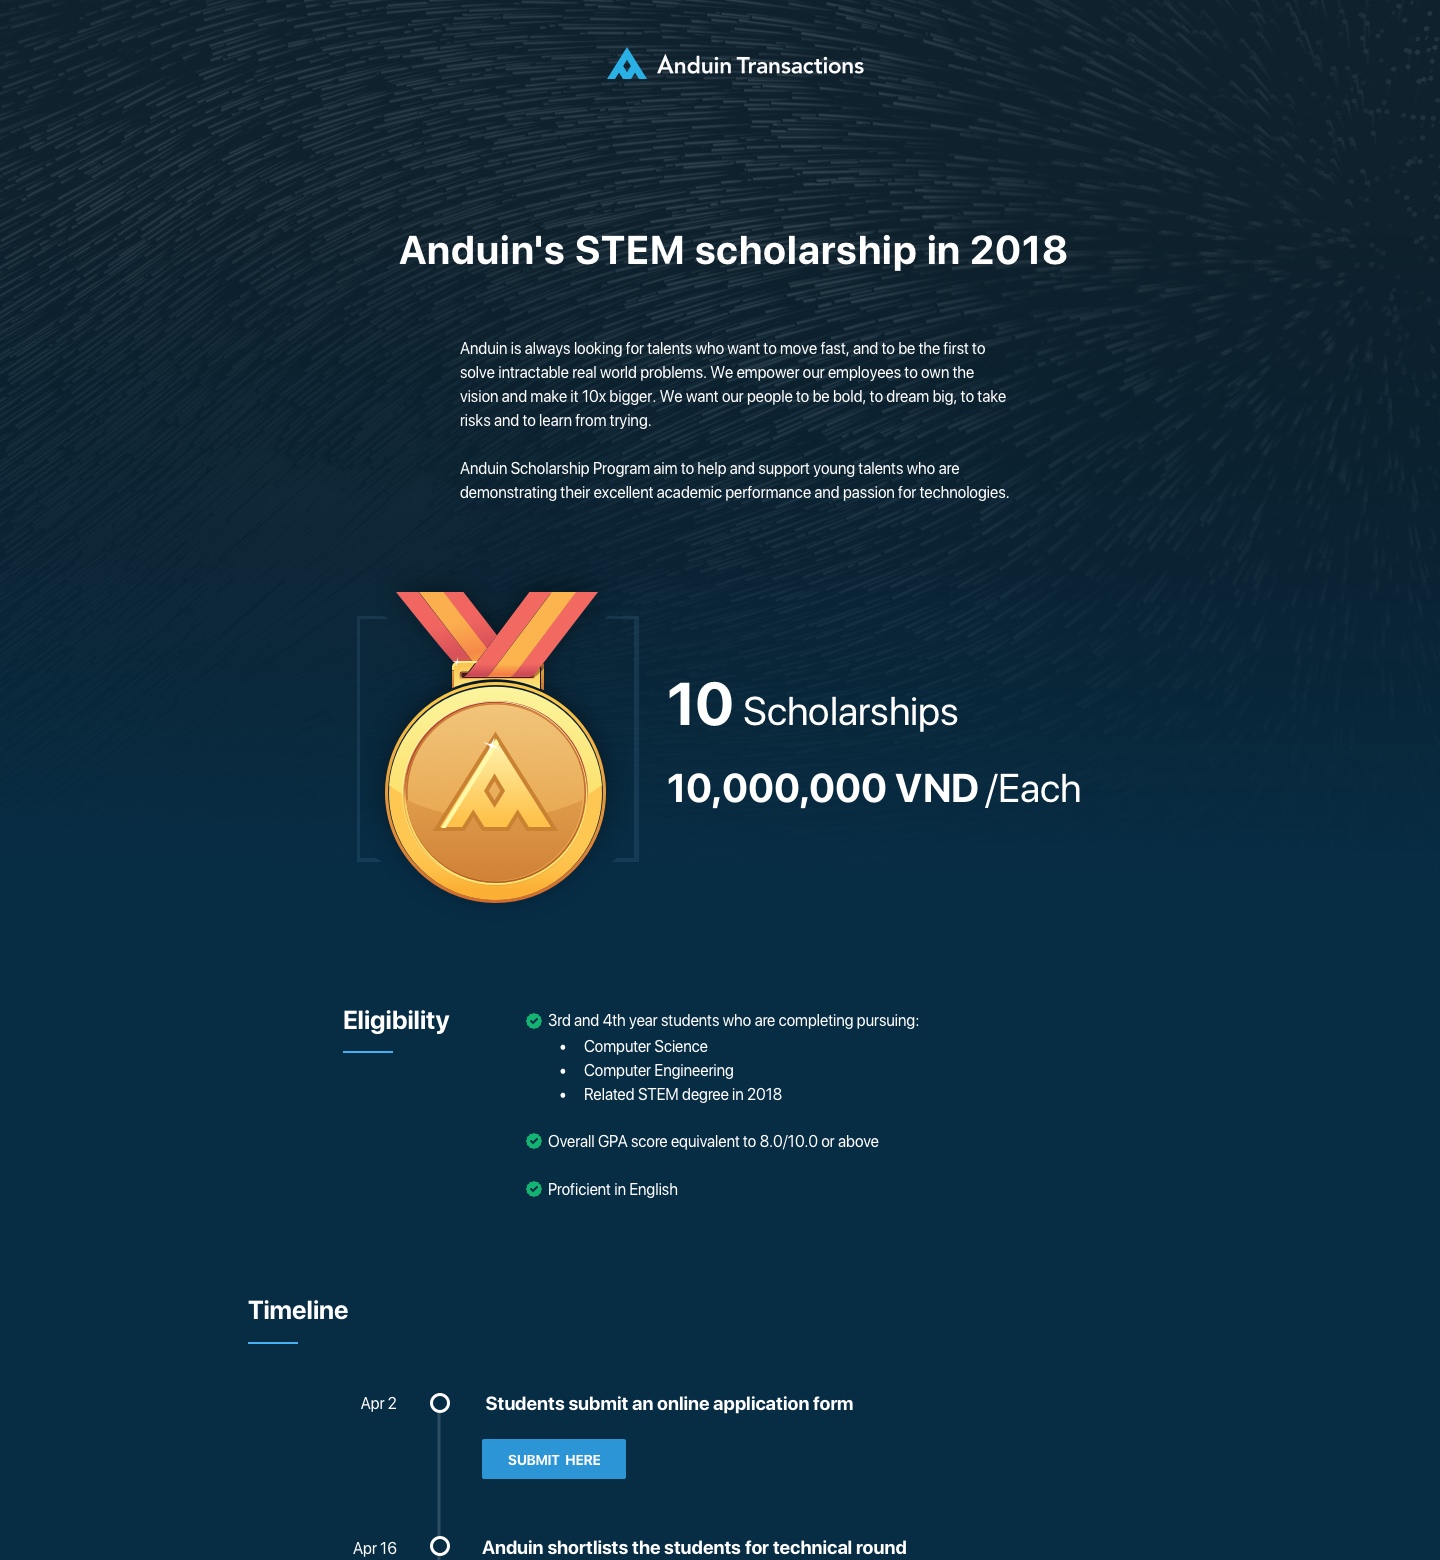 Anduin Transactions
Anduin's STEM scholarship in 2018
Anduin is always looking for talents who want to move fast, and to be the first to
solve intractable real world problems. We empower our employees to own the
vision and make it 10x bigger. We want our people to be bold, to dream big, to take
risks and to learn from trying.
Anduin Scholarship Program aim to help and support young talents who are
demonstrating their excellent academic performance and passion for technologies.
10 Scholarships
10,000,000 VND /Each
Eligibility
3rd and 4th year students who are completing pursuing:
• Computer Science
• Computer Engineering
• Related STEM degree in 2018
Overall GPA score equivalent to 8.0/10.0 or above
Proficient in English
Timeline
Apr 2 Students submit an online application form
SUBMIT HERE
Apr 16 Anduin shortlists the students for technical round